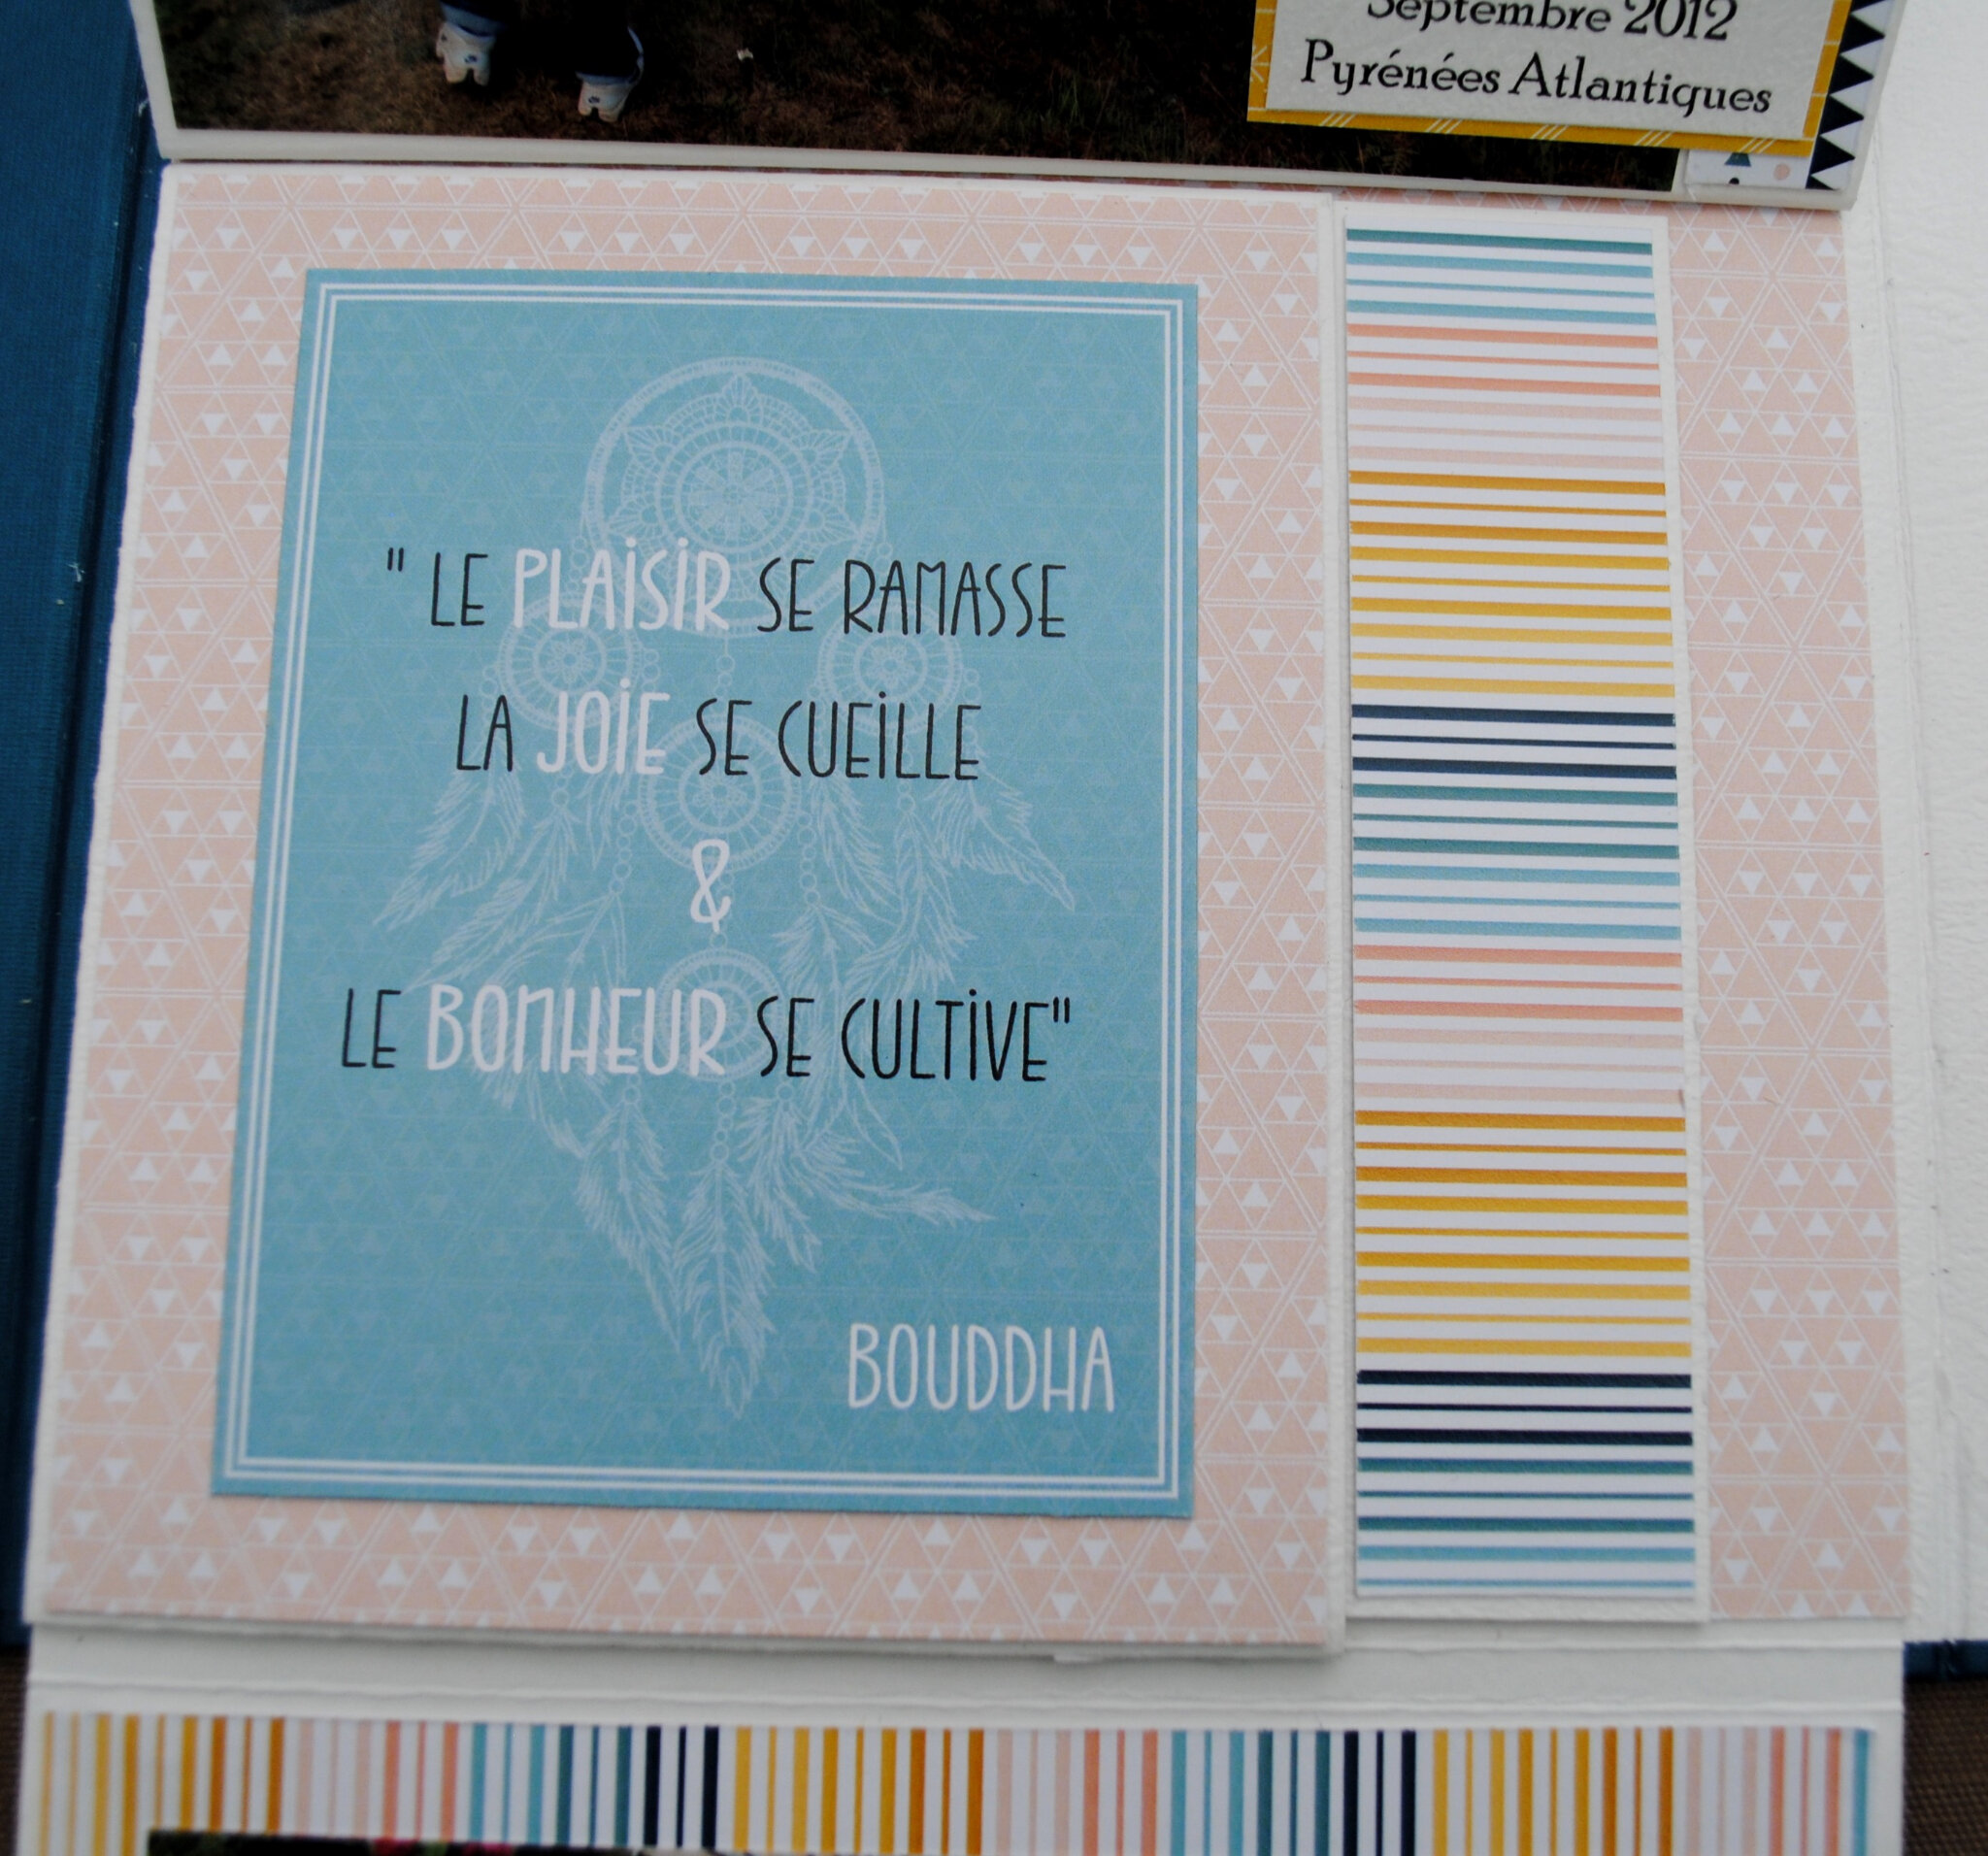 Septembre 2012
Pyrénées Atlantiques
" LE PLAISIR SE RAMASSE
LA JOIE SE CUEILLE
&
LE BONHEUR SE CULTIVE"
BOUDDHA